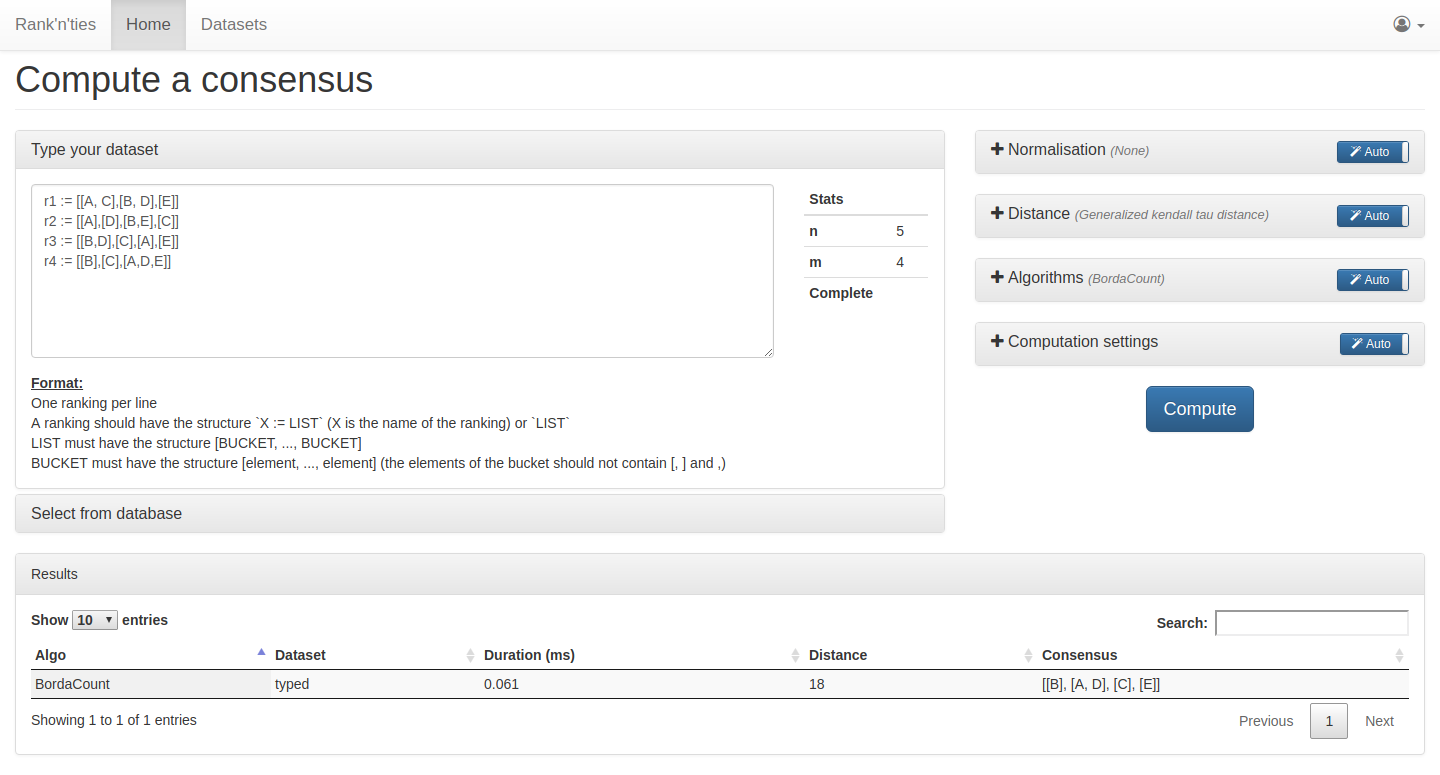 Rank'n'ties Home Datasets
Compute a consensus
Type your dataset
r1 := [[A, C],[B, D],[E]]
r2 := [[A],[D],[B,E],[C]]
r3 := [[B,D],[C],[A],[E]]
r4 := [[B],[C],[A,D,E]]
Stats
n 5
m 4
Complete
Format:
One ranking per line
A ranking should have the structure `X := LIST` (X is the name of the ranking) or `LIST`
LIST must have the structure [BUCKET, ..., BUCKET]
BUCKET must have the structure [element, ..., element] (the elements of the bucket should not contain [, ] and ,)
Select from database
Normalisation (None) Auto
Distance (Generalized kendall tau distance) Auto
Algorithms (BordaCount) Auto
Computation settings Auto
Compute
Results
Show 10 entries
Search:
Algo Dataset Duration (ms) Distance Consensus
BordaCount typed 0.061 18 [[B], [A, D], [C], [E]]
Showing 1 to 1 of 1 entries
Previous 1 Next